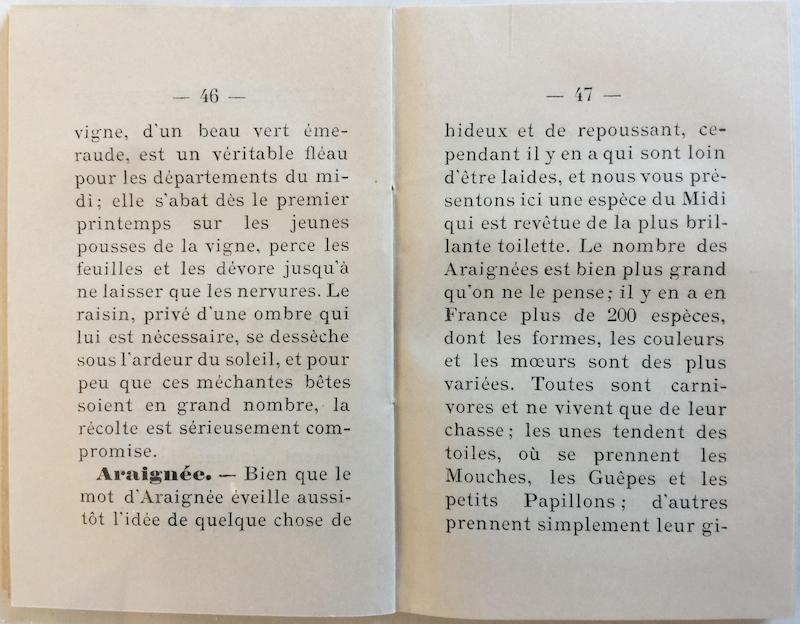 — 46 —
vigne, d'un beau vert éme-
raude, est un véritable fléau
pour les départements du mi-
di; elle s'abat dès le premier
printemps sur les jeunes
pousses de la vigne, perce les
feuilles et les dévore jusqu'à
ne laisser que les nervures. Le
raisin, privé d'une ombre qui
lui est nécessaire, se dessèche
sous l'ardeur du soleil, et pour
peu que ces méchantes bêtes
soient en grand nombre, la
récolte est sérieusement com-
promise.
Araignée. — Bien que le
mot d'Araignée éveille aussi-
tôt l'idée de quelque chose de
— 47 —
hideux et de repoussant, ce-
pendant il y en a qui sont loin
d'être laides, et nous vous pré-
sentons ici une espèce du Midi
qui est revêtue de la plus bril-
lante toilette. Le nombre des
Araignées est bien plus grand
qu'on ne le pense; il y en a en
France plus de 200 espèces,
dont les formes, les couleurs
et les mœurs sont des plus
variées. Toutes sont carni-
vores et ne vivent que de leur
chasse; les unes tendent des
toiles, où se prennent les
Mouches, les Guêpes et les
petits Papillons; d'autres
prennent simplement leur gi-